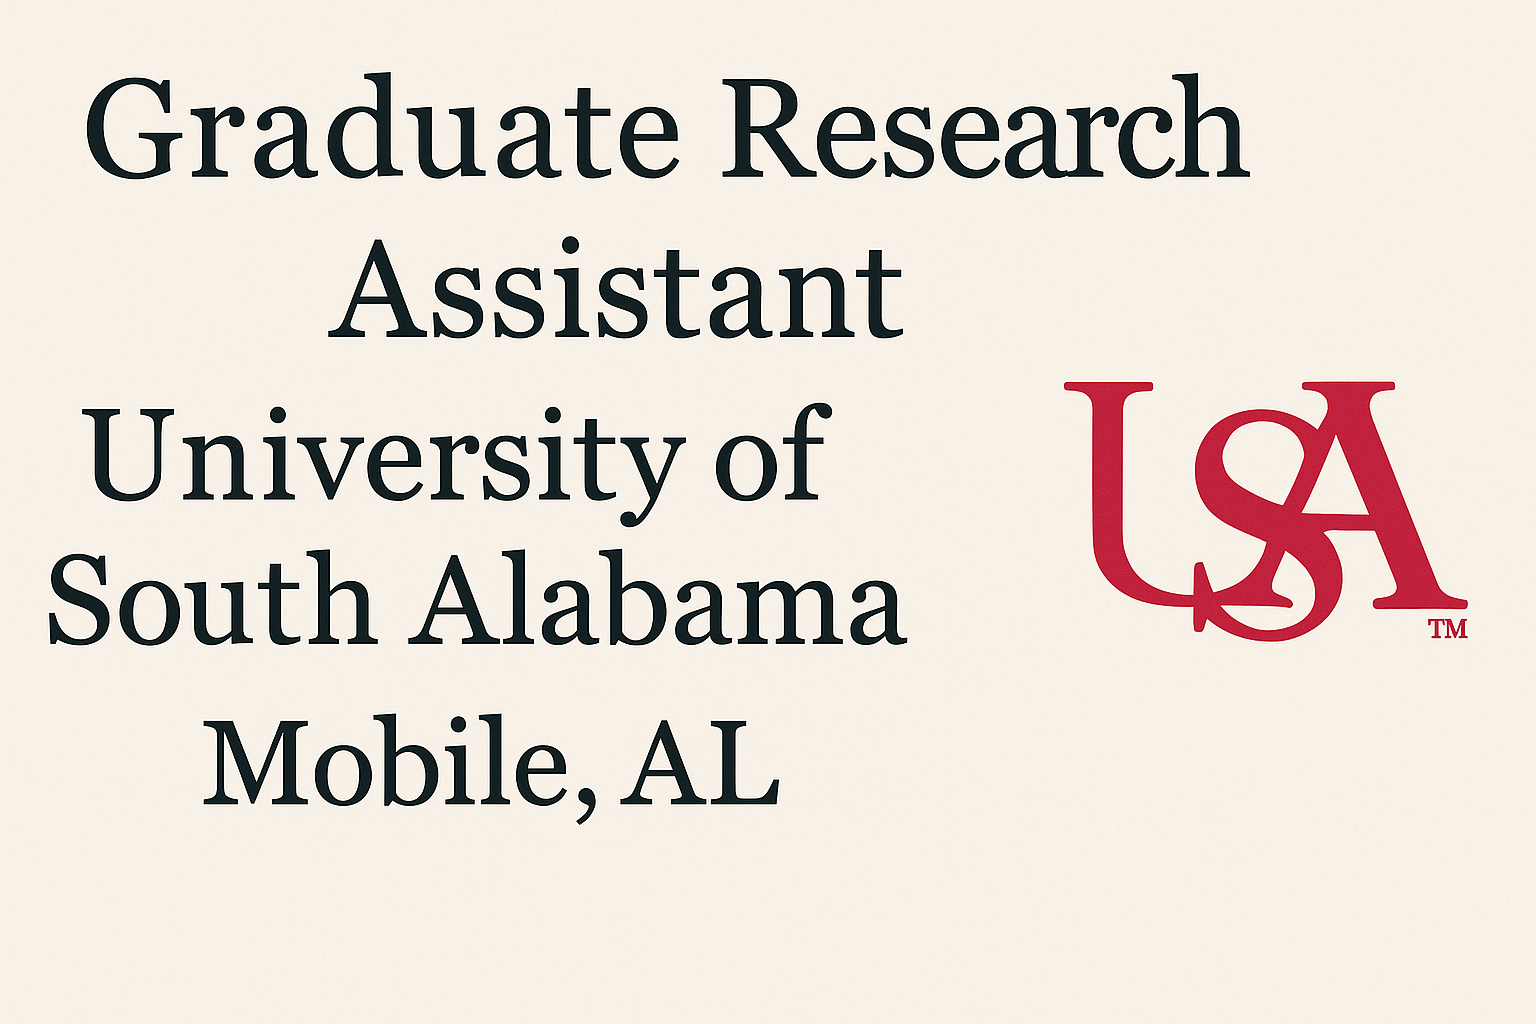 Graduate Research
Assistant
University of
South Alabama
Mobile, AL
USA
TM